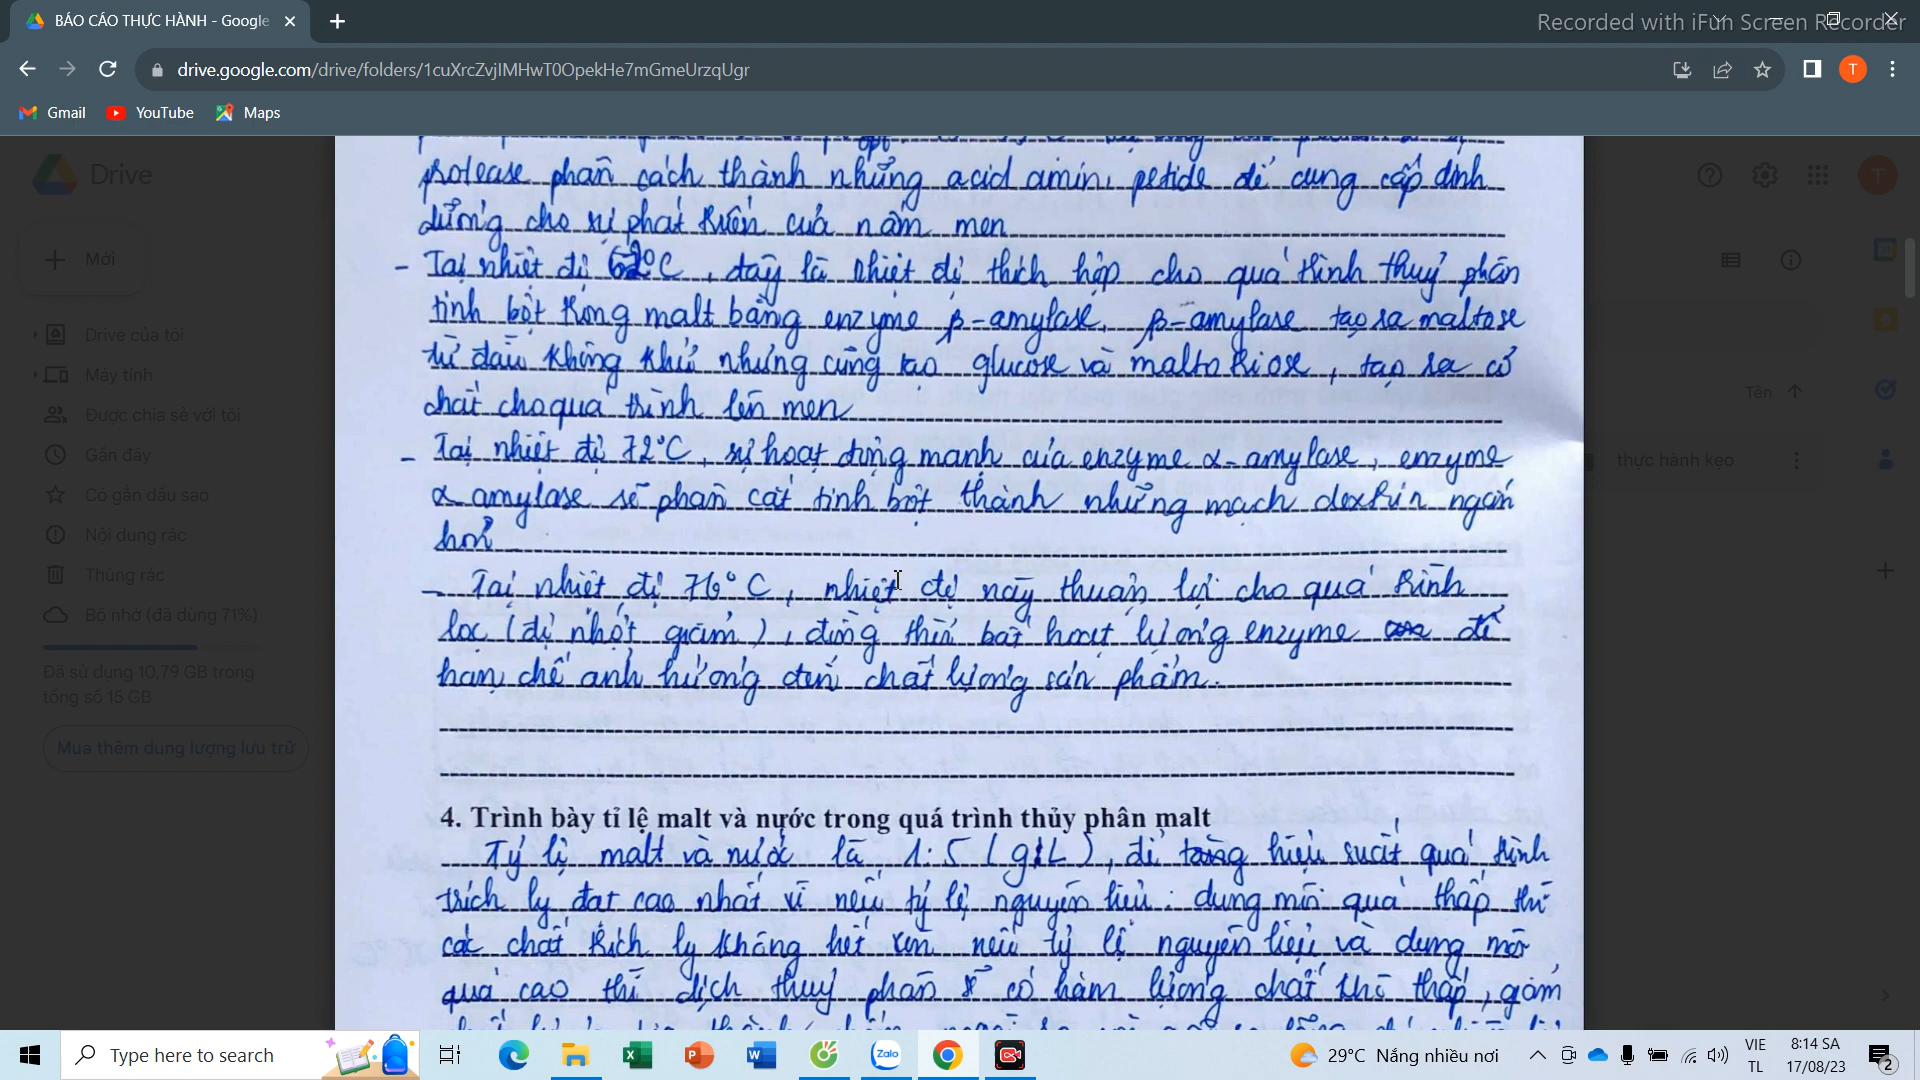 BÁO CÁO THỰC HÀNH - Google
Recorded with iFun Screen Recorder
drive.google.com/drive/folders/1cuXrcZvjIMHwT0OpekHe7mGmeUrzqUgr
T
Gmail
YouTube
Maps
Drive
T
Mới
Drive của tôi
Máy tính
Được chia sẻ với tôi
Gần đây
Có gắn dấu sao
Nội dung rác
Thùng rác
Bộ nhớ (đã dùng 71%)
Đã sử dụng 10,79 GB trong
tổng số 15 GB
Mua thêm dung lượng lưu trữ
Tên
thực hành kẹo
protease phân cách thành những acid amin, petide để cung cấp dinh
dưỡng cho sự phát triển của nấm men
- Tại nhiệt độ 62°C, đây là nhiệt độ thích hợp cho quá trình thuỷ phân
tinh bột trong malt bằng enzyme β-amylase. β-amylase tạo ra maltose
từ đầu không khử nhưng cũng tạo glucose và maltotriose, tạo ra cơ
chất cho quá trình lên men
- Tại nhiệt độ 72°C, sự hoạt động mạnh của enzyme α-amylase, enzyme
α amylase sẽ phân cắt tinh bột thành những mạch dextrin ngắn
hơn
- Tại nhiệt độ 76°C, nhiệt độ này thuận lợi cho quá trình
lọc (độ nhớt giảm), đồng thời bất hoạt lượng enzyme để
hạn chế ảnh hưởng đến chất lượng sản phẩm.
4. Trình bày tỉ lệ malt và nước trong quá trình thủy phân malt
Tỷ lệ malt và nước là 1:5 (g/L), để tăng hiệu suất quá trình
trích ly đạt cao nhất vì nếu tỷ lệ nguyên liệu: dung môi quá thấp thì
các chất trích ly không hết còn nếu tỷ lệ nguyên liệu và dung môi
quá cao thì dịch thuỷ phân sẽ có hàm lượng chất khô thấp, giảm
Type here to search
Zalo
29°C Nắng nhiều nơi
VIE
TL
8:14 SA
17/08/23
2